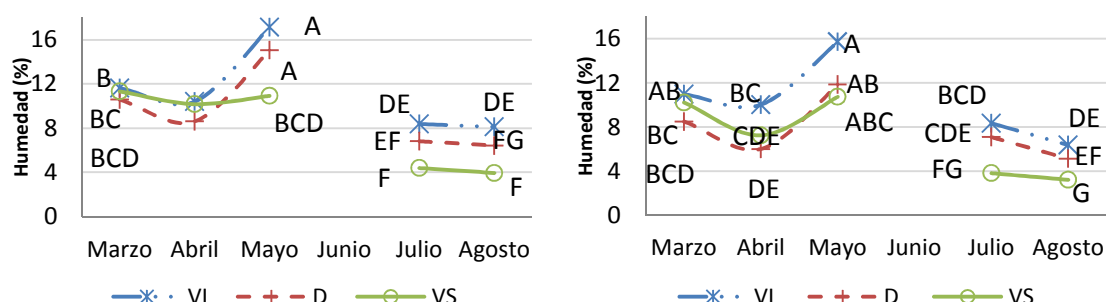 16
12
8
4
0
Humedad (%)
B
BC
BCD
A
A
BCD
DE
EF
F
DE
FG
F
Marzo Abril Mayo Junio Julio Agosto
VI D VS
16
12
8
4
0
Humedad (%)
AB
BC
BCD
BC
CDE
DE
A
AB
ABC
BCD
CDE
FG
DE
EF
G
Marzo Abril Mayo Junio Julio Agosto
VI D VS